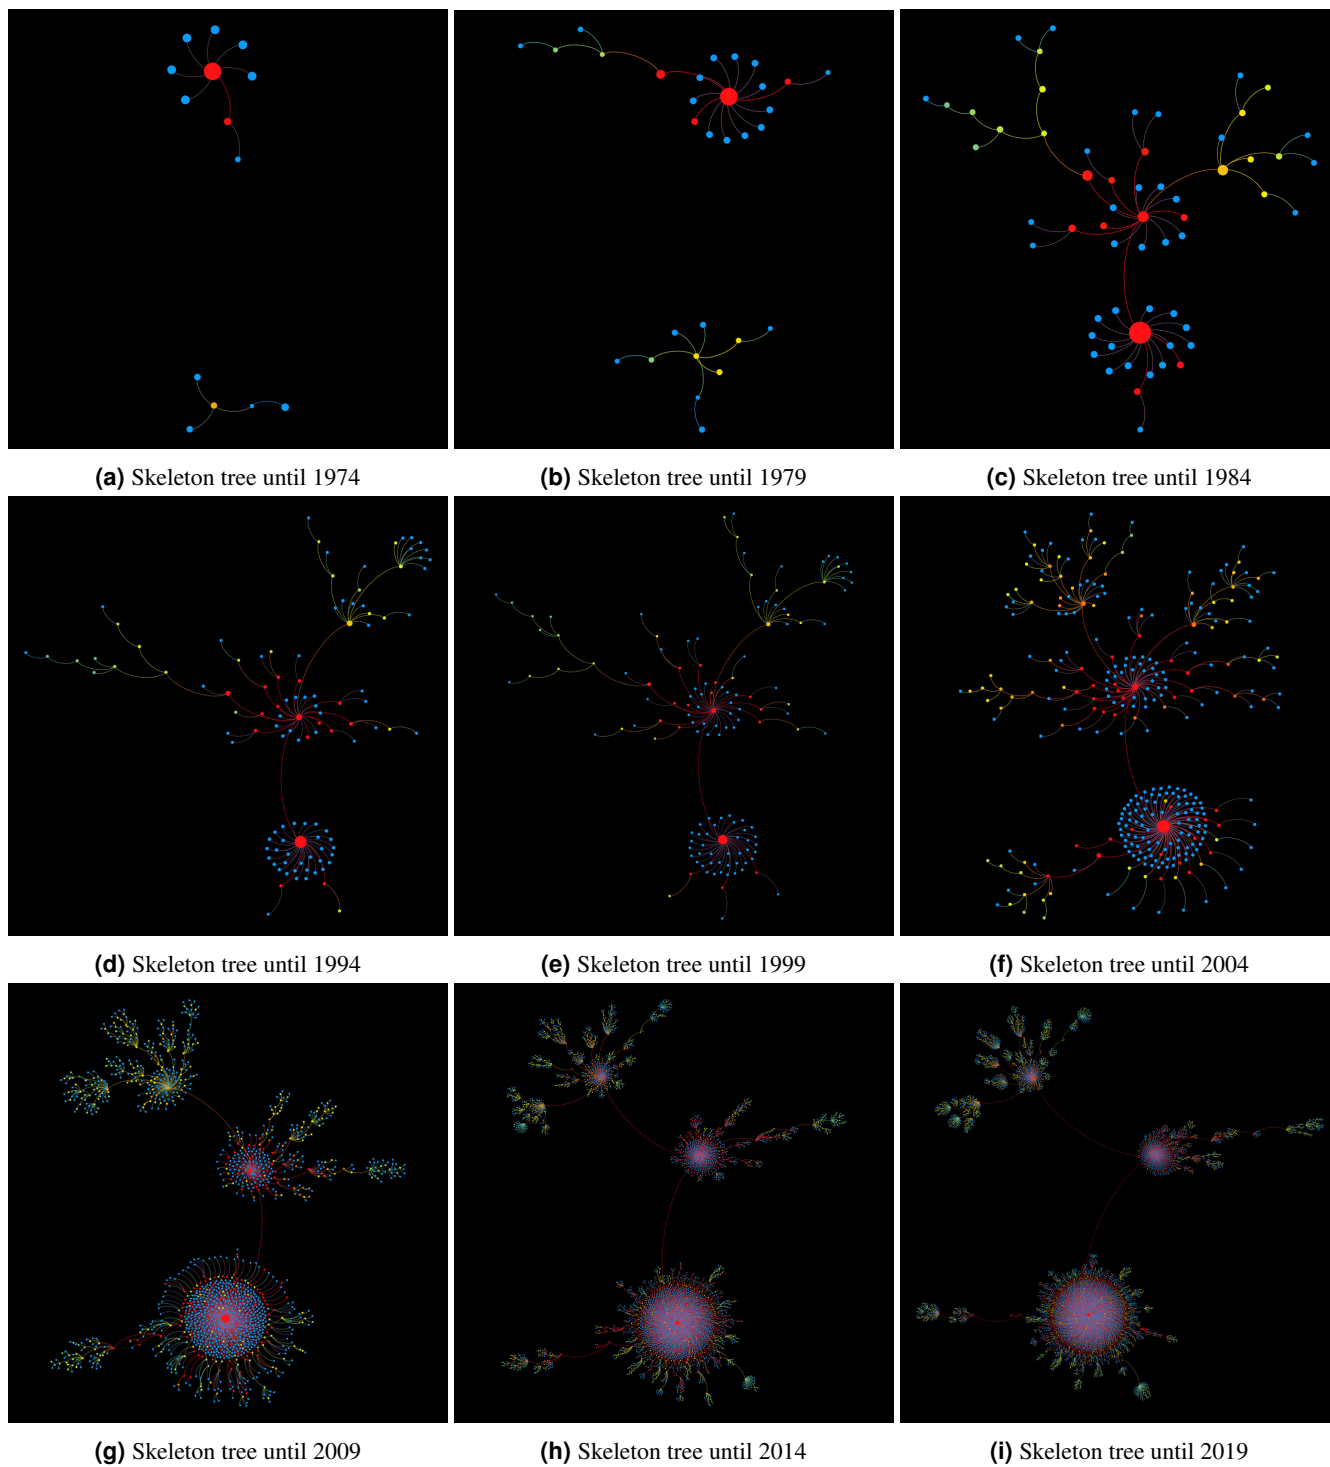 (a) Skeleton tree until 1974
(b) Skeleton tree until 1979
(c) Skeleton tree until 1984
(d) Skeleton tree until 1994
(e) Skeleton tree until 1999
(f) Skeleton tree until 2004
(g) Skeleton tree until 2009
(h) Skeleton tree until 2014
(i) Skeleton tree until 2019